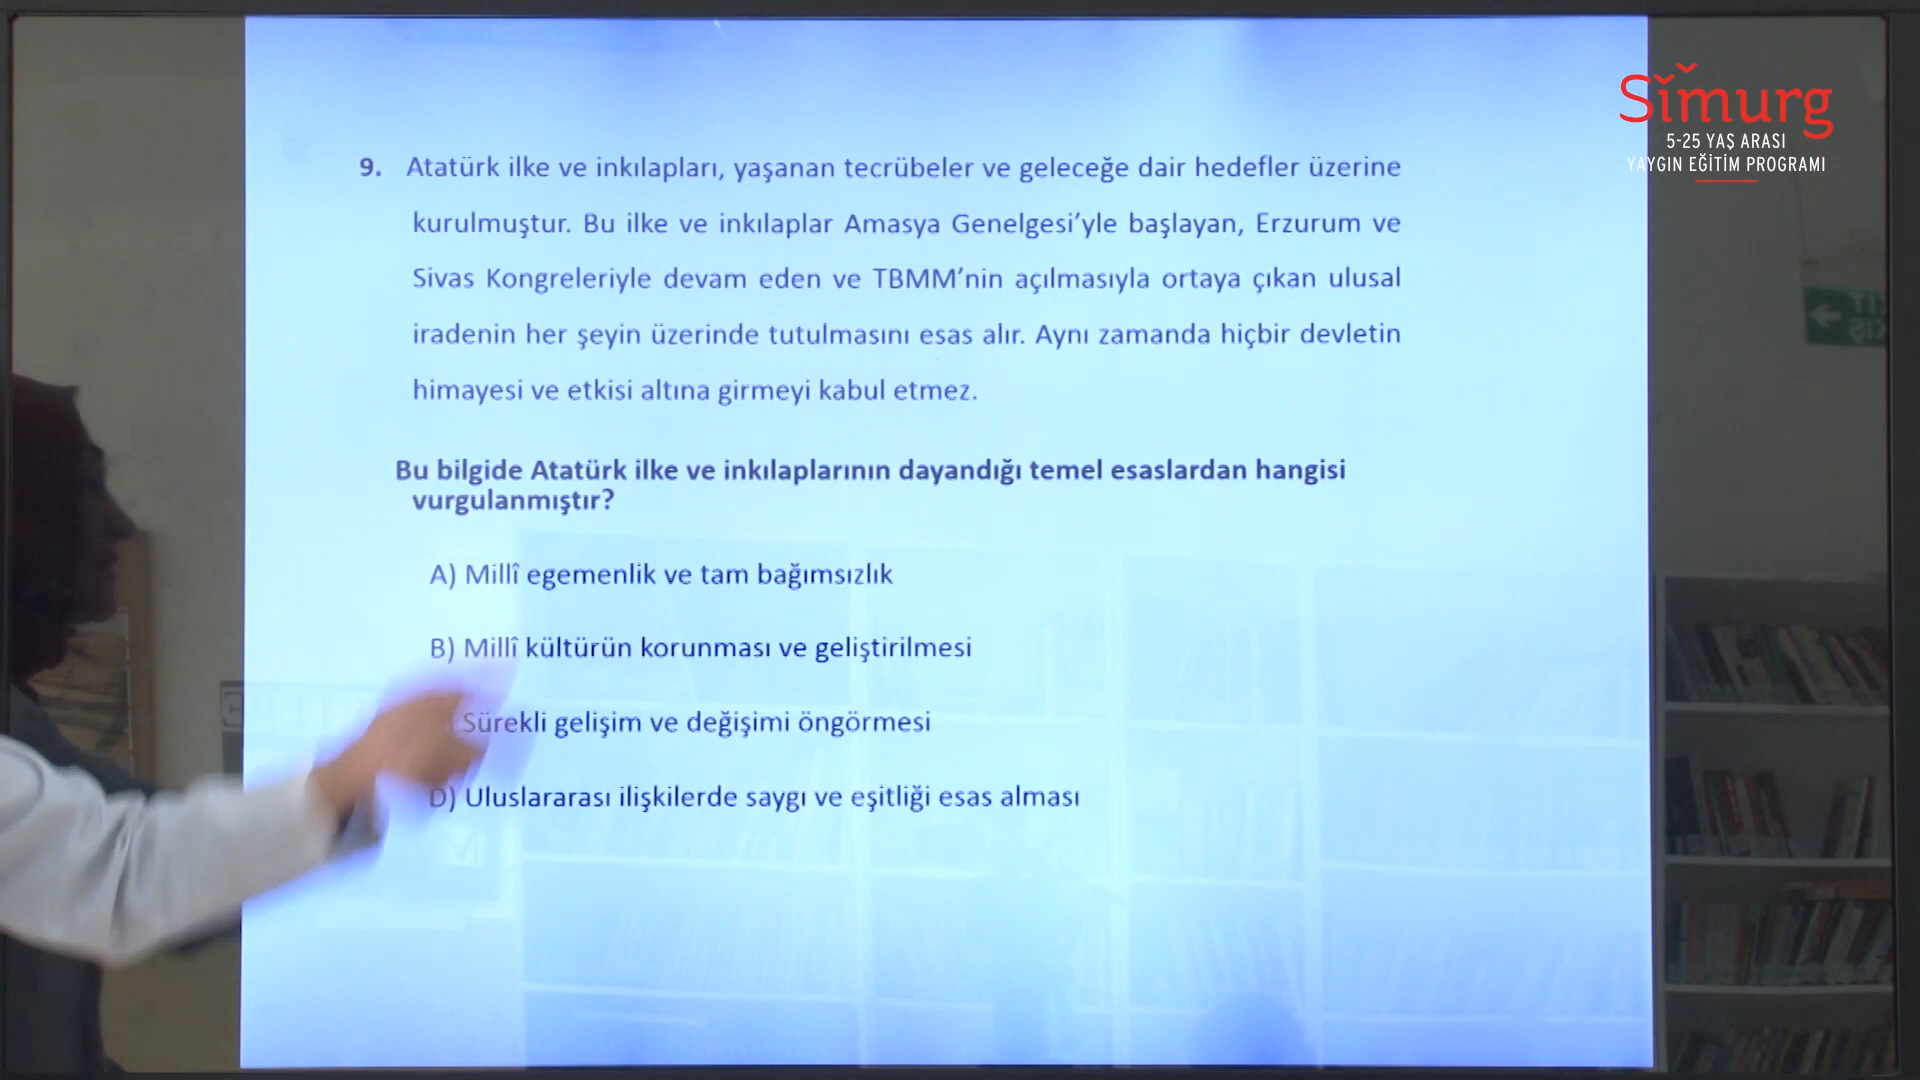 Simurg
5-25 YAŞ ARASI
YAYGIN EĞİTİM PROGRAMI
9. Atatürk ilke ve inkılapları, yaşanan tecrübeler ve geleceğe dair hedefler üzerine
kurulmuştur. Bu ilke ve inkılaplar Amasya Genelgesi’yle başlayan, Erzurum ve
Sivas Kongreleriyle devam eden ve TBMM’nin açılmasıyla ortaya çıkan ulusal
iradenin her şeyin üzerinde tutulmasını esas alır. Aynı zamanda hiçbir devletin
himayesi ve etkisi altına girmeyi kabul etmez.
Bu bilgide Atatürk ilke ve inkılaplarının dayandığı temel esaslardan hangisi
vurgulanmıştır?
A) Millî egemenlik ve tam bağımsızlık
B) Millî kültürün korunması ve geliştirilmesi
Sürekli gelişim ve değişimi öngörmesi
D) Uluslararası ilişkilerde saygı ve eşitliği esas alması